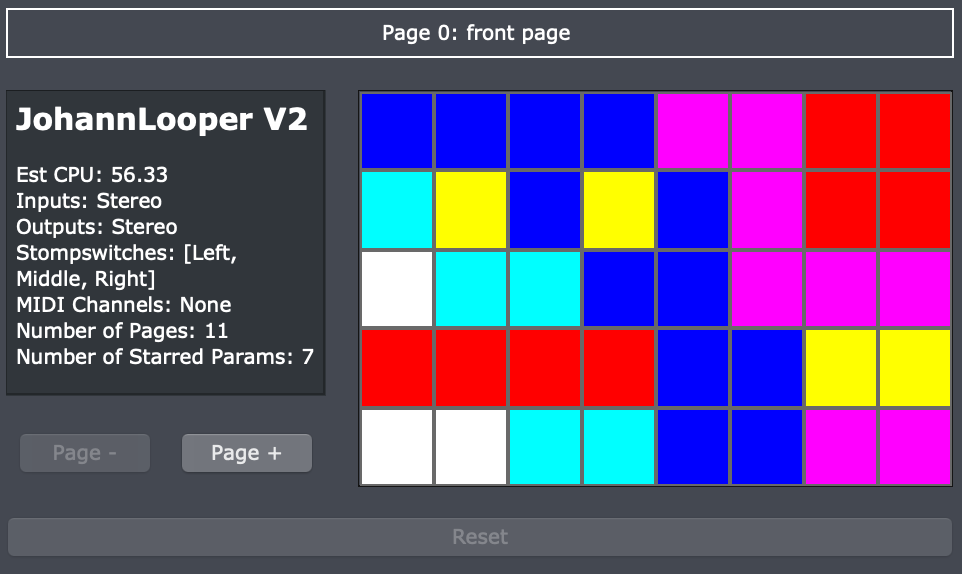 Page 0: front page
JohannLooper V2
Est CPU: 56.33
Inputs: Stereo
Outputs: Stereo
Stompswitches: [Left,
Middle, Right]
MIDI Channels: None
Number of Pages: 11
Number of Starred Params: 7
Page -
Page +
Reset